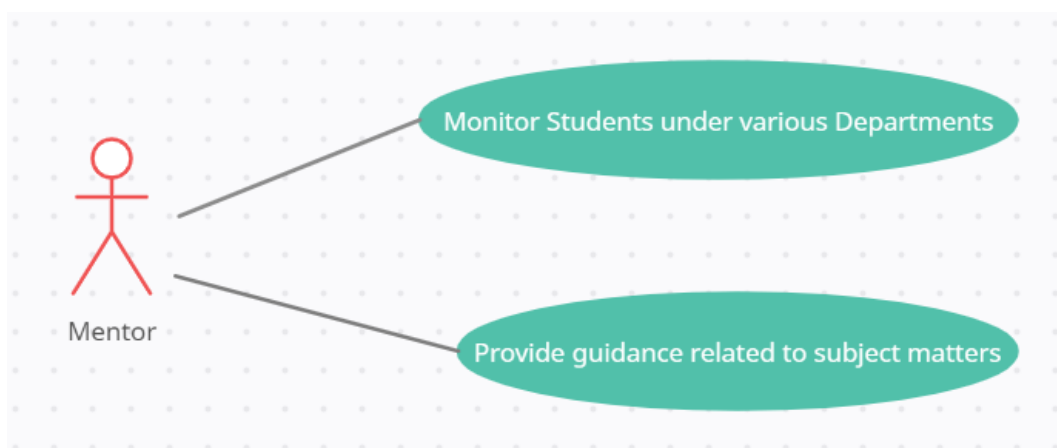 Monitor Students under various Departments
Mentor
Provide guidance related to subject matters